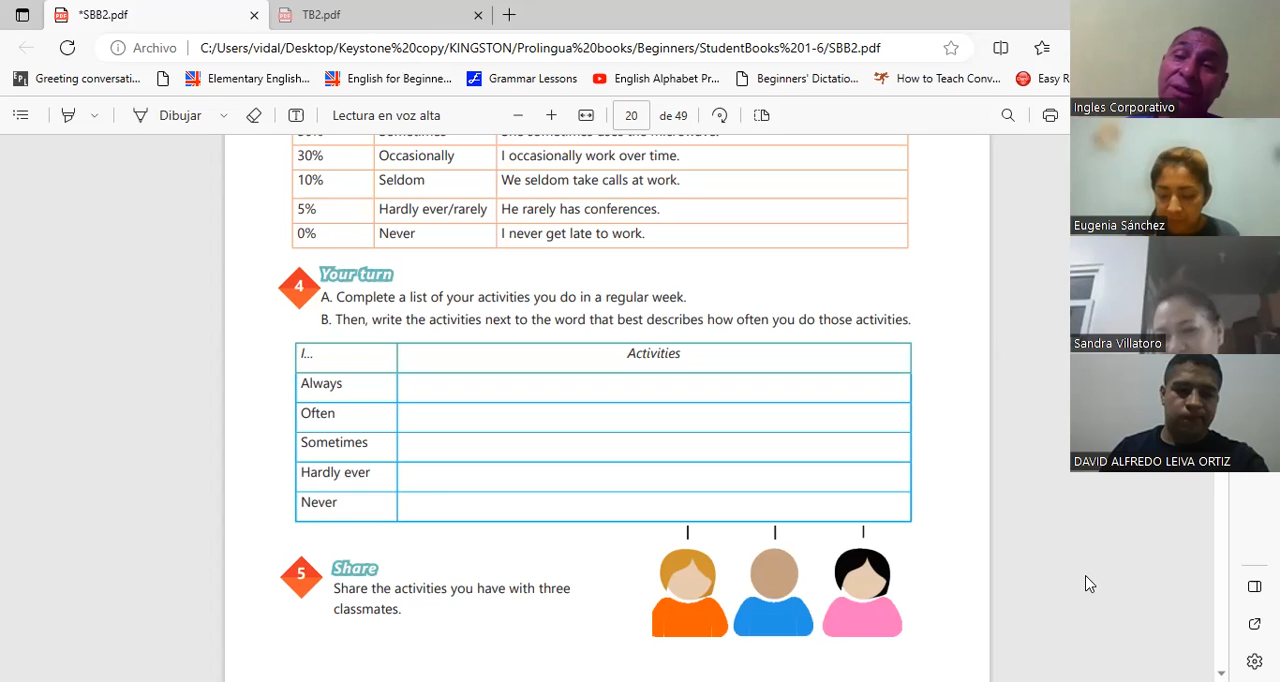 *SBB2.pdf
TB2.pdf
Archivo
C:/Users/vidal/Desktop/Keystone%20copy/KINGSTON/Prolingua%20books/Beginners/StudentBooks%201-6/SBB2.pdf
Greeting conversati...
Elementary English...
English for Beginne...
Grammar Lessons
English Alphabet Pr...
Beginners' Dictatio...
How to Teach Conv...
Easy R
Dibujar
Lectura en voz alta
20 de 49
30% Occasionally I occasionally work over time.
10% Seldom We seldom take calls at work.
5% Hardly ever/rarely He rarely has conferences.
0% Never I never get late to work.
4 Your turn
A. Complete a list of your activities you do in a regular week.
B. Then, write the activities next to the word that best describes how often you do those activities.
I... Activities
Always
Often
Sometimes
Hardly ever
Never
5 Share
Share the activities you have with three
classmates.
Ingles Corporativo
Eugenia Sánchez
Sandra Villatoro
DAVID ALFREDO LEIVA ORTIZ